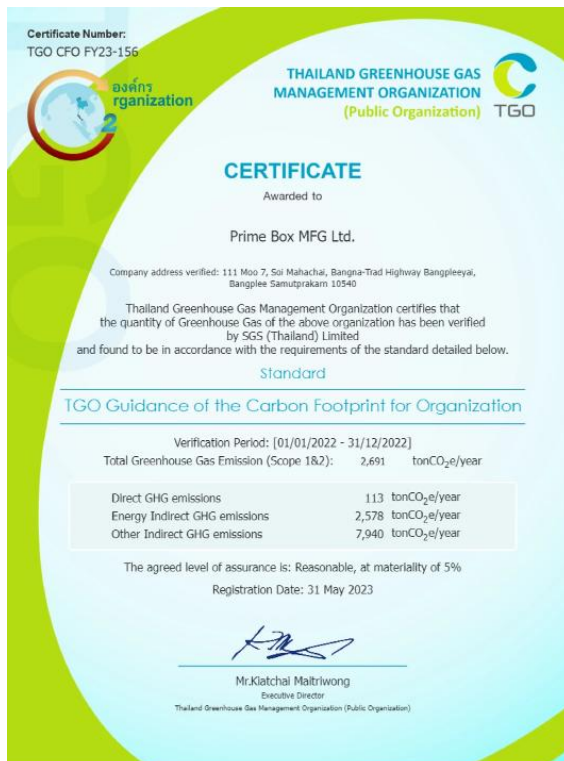 Certificate Number:
TGO CFO FY23-156
องค์กร
rganization
2
THAILAND GREENHOUSE GAS
MANAGEMENT ORGANIZATION
(Public Organization)
TGO
CERTIFICATE
Awarded to
Prime Box MFG Ltd.
Company address verified: 111 Moo 7, Soi Mahachai, Bangna-Trad Highway Bangpleeyai,
Bangplee Samutprakarn 10540
Thailand Greenhouse Gas Management Organization certifies that
the quantity of Greenhouse Gas of the above organization has been verified
by SGS (Thailand) Limited
and found to be in accordance with the requirements of the standard detailed below.
Standard
TGO Guidance of the Carbon Footprint for Organization
Verification Period: [01/01/2022 - 31/12/2022]
Total Greenhouse Gas Emission (Scope 1&2): 2,691 tonCO₂e/year
Direct GHG emissions 113 tonCO₂e/year
Energy Indirect GHG emissions 2,578 tonCO₂e/year
Other Indirect GHG emissions 7,940 tonCO₂e/year
The agreed level of assurance is: Reasonable, at materiality of 5%
Registration Date: 31 May 2023
Mr.Kiatchai Maitriwong
Executive Director
Thailand Greenhouse Gas Management Organization (Public Organization)